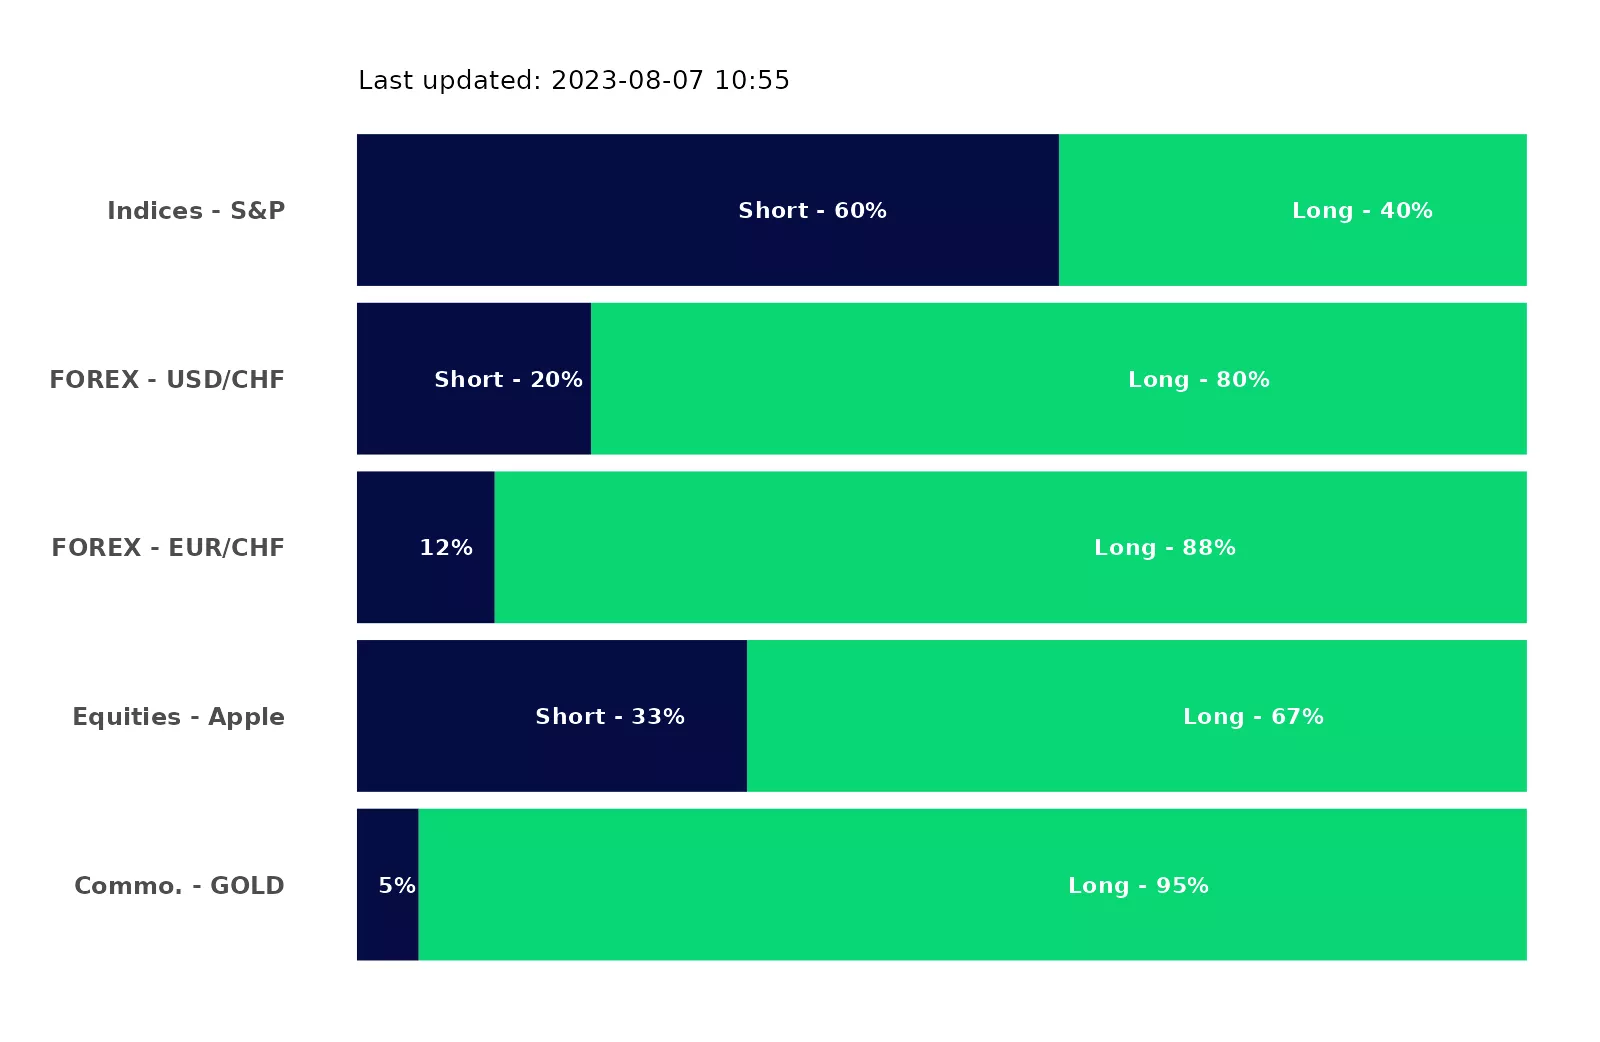 Last updated: 2023-08-07 10:55
Indices - S&P Short - 60% Long - 40%
FOREX - USD/CHF Short - 20% Long - 80%
FOREX - EUR/CHF 12% Long - 88%
Equities - Apple Short - 33% Long - 67%
Commo. - GOLD 5% Long - 95%